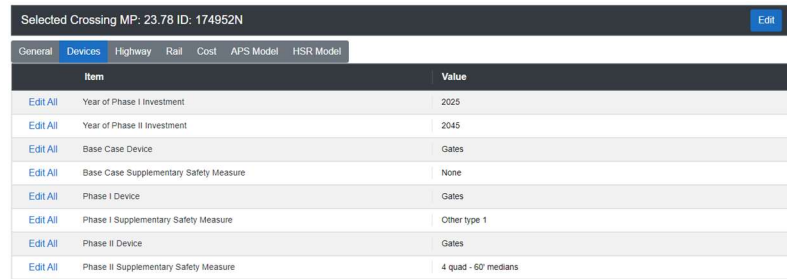 Selected Crossing MP: 23.78 ID: 174952N Edit
General Devices Highway Rail Cost APS Model HSR Model
Item Value
Edit All Year of Phase I Investment 2025
Edit All Year of Phase II Investment 2045
Edit All Base Case Device Gates
Edit All Base Case Supplementary Safety Measure None
Edit All Phase I Device Gates
Edit All Phase I Supplementary Safety Measure Other type 1
Edit All Phase II Device Gates
Edit All Phase II Supplementary Safety Measure 4 quad - 60' medians